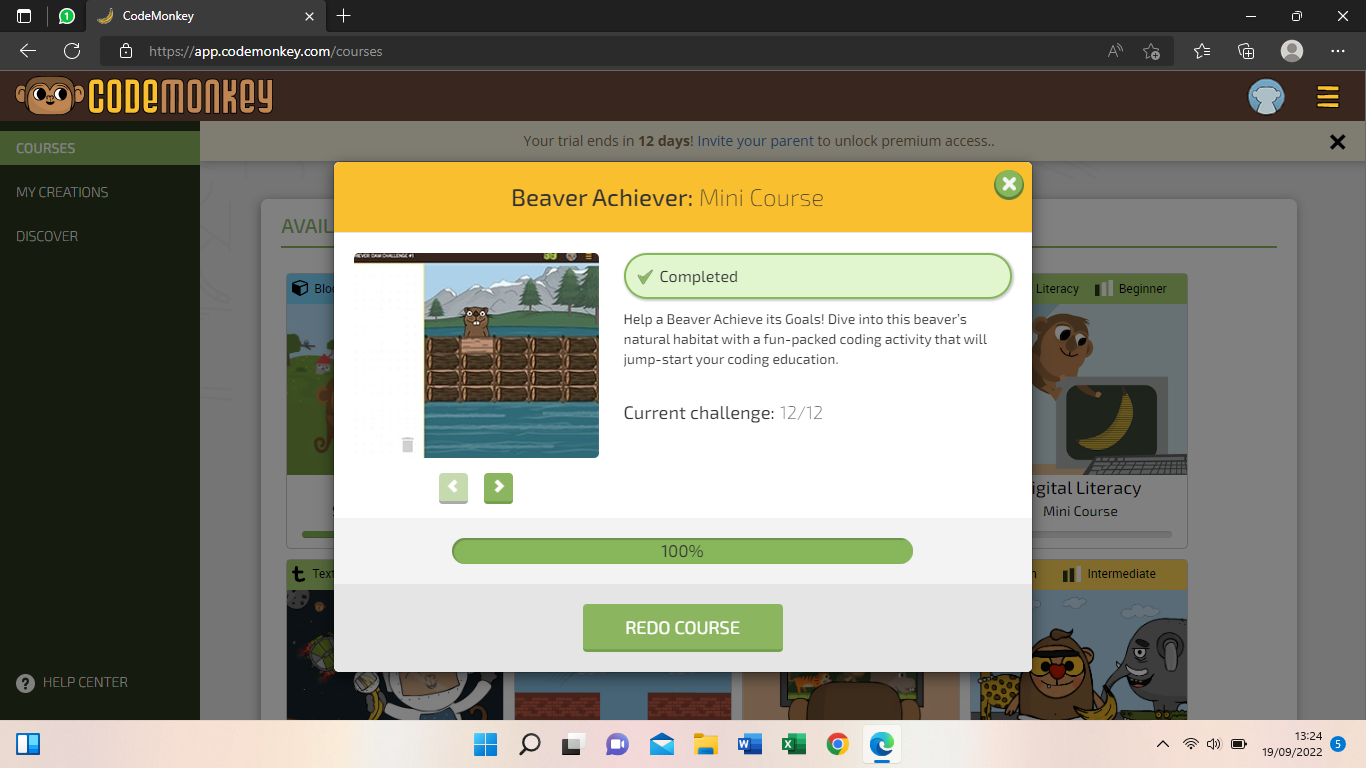 1
CodeMonkey
https://app.codemonkey.com/courses
CODEMONKEY
Your trial ends in 12 days! Invite your parent to unlock premium access..
COURSES
MY CREATIONS
DISCOVER
HELP CENTER
AVAIL
Beaver Achiever: Mini Course
Completed
Help a Beaver Achieve its Goals! Dive into this beaver's
natural habitat with a fun-packed coding activity that will
jump-start your coding education.
Current challenge: 12/12
100%
REDO COURSE
Literacy
Beginner
igital Literacy
Mini Course
Text
Intermediate
13:24
19/09/2022
5